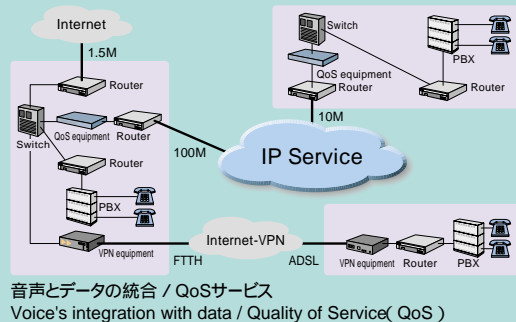 Internet
1.5M
Router
Switch
QoS equipment
Router
Router
PBX
VPN equipment
100M
IP Service
10M
Switch
QoS equipment
Router
PBX
Router
FTTH
Internet-VPN
ADSL
VPN equipment
Router
PBX
音声とデータの統合 / QoSサービス
Voice's integration with data / Quality of Service( QoS )